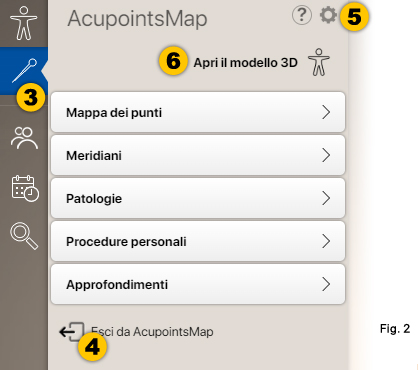 AcupointsMap
?
5
6
Apri il modello 3D
3
Mappa dei punti
Meridiani
Patologie
Procedure personali
Approfondimenti
Esci da AcupointsMap
4
Fig. 2